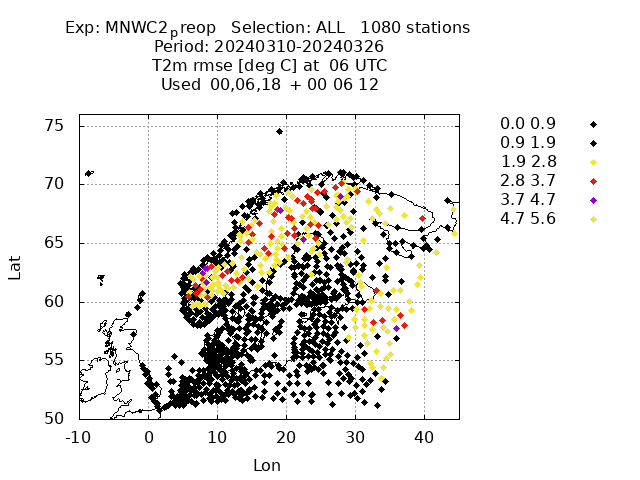 Exp: MNWC2preop   Selection: ALL   1080 stations
Period: 20240310-20240326
T2m rmse [deg C] at  06 UTC
Used  00,06,18  + 00 06 12
0.0 0.9
0.9 1.9
1.9 2.8
2.8 3.7
3.7 4.7
4.7 5.6
75
70
65
60
55
50
Lat
-10 0 10 20 30 40
Lon